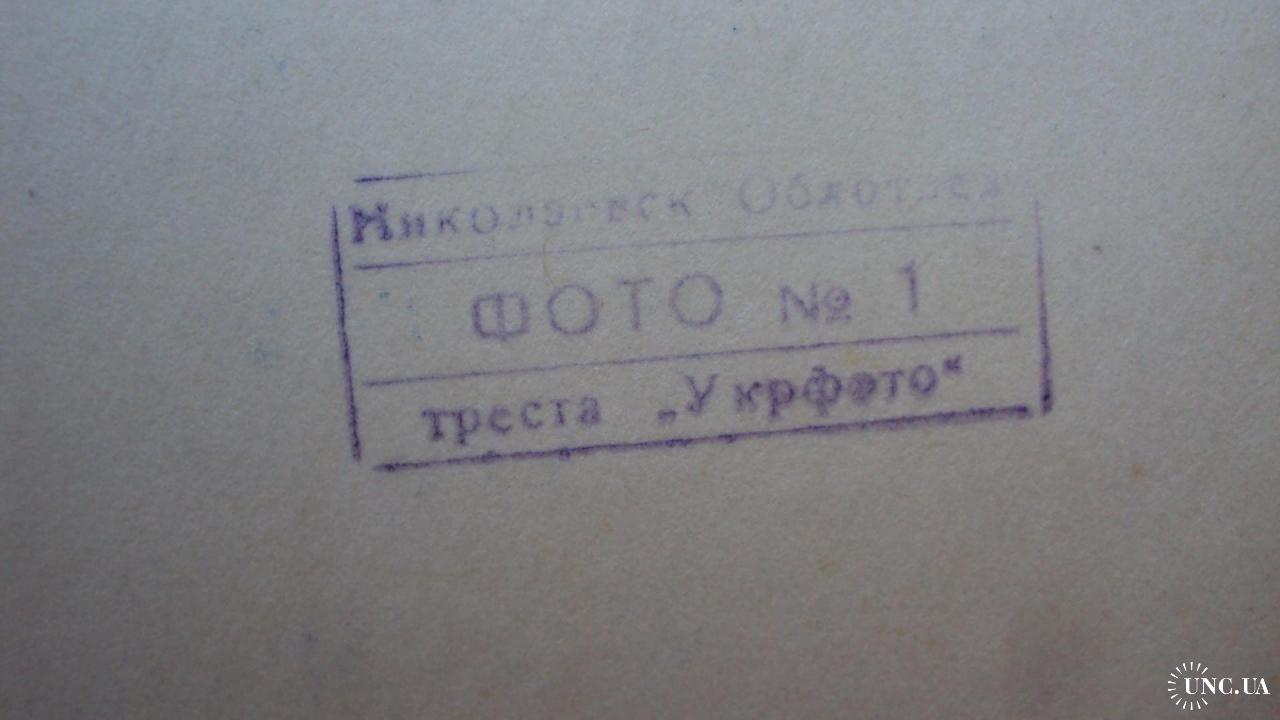 Николаевск
ФОТО № 1
треста „Укрфото“
UNC.UA